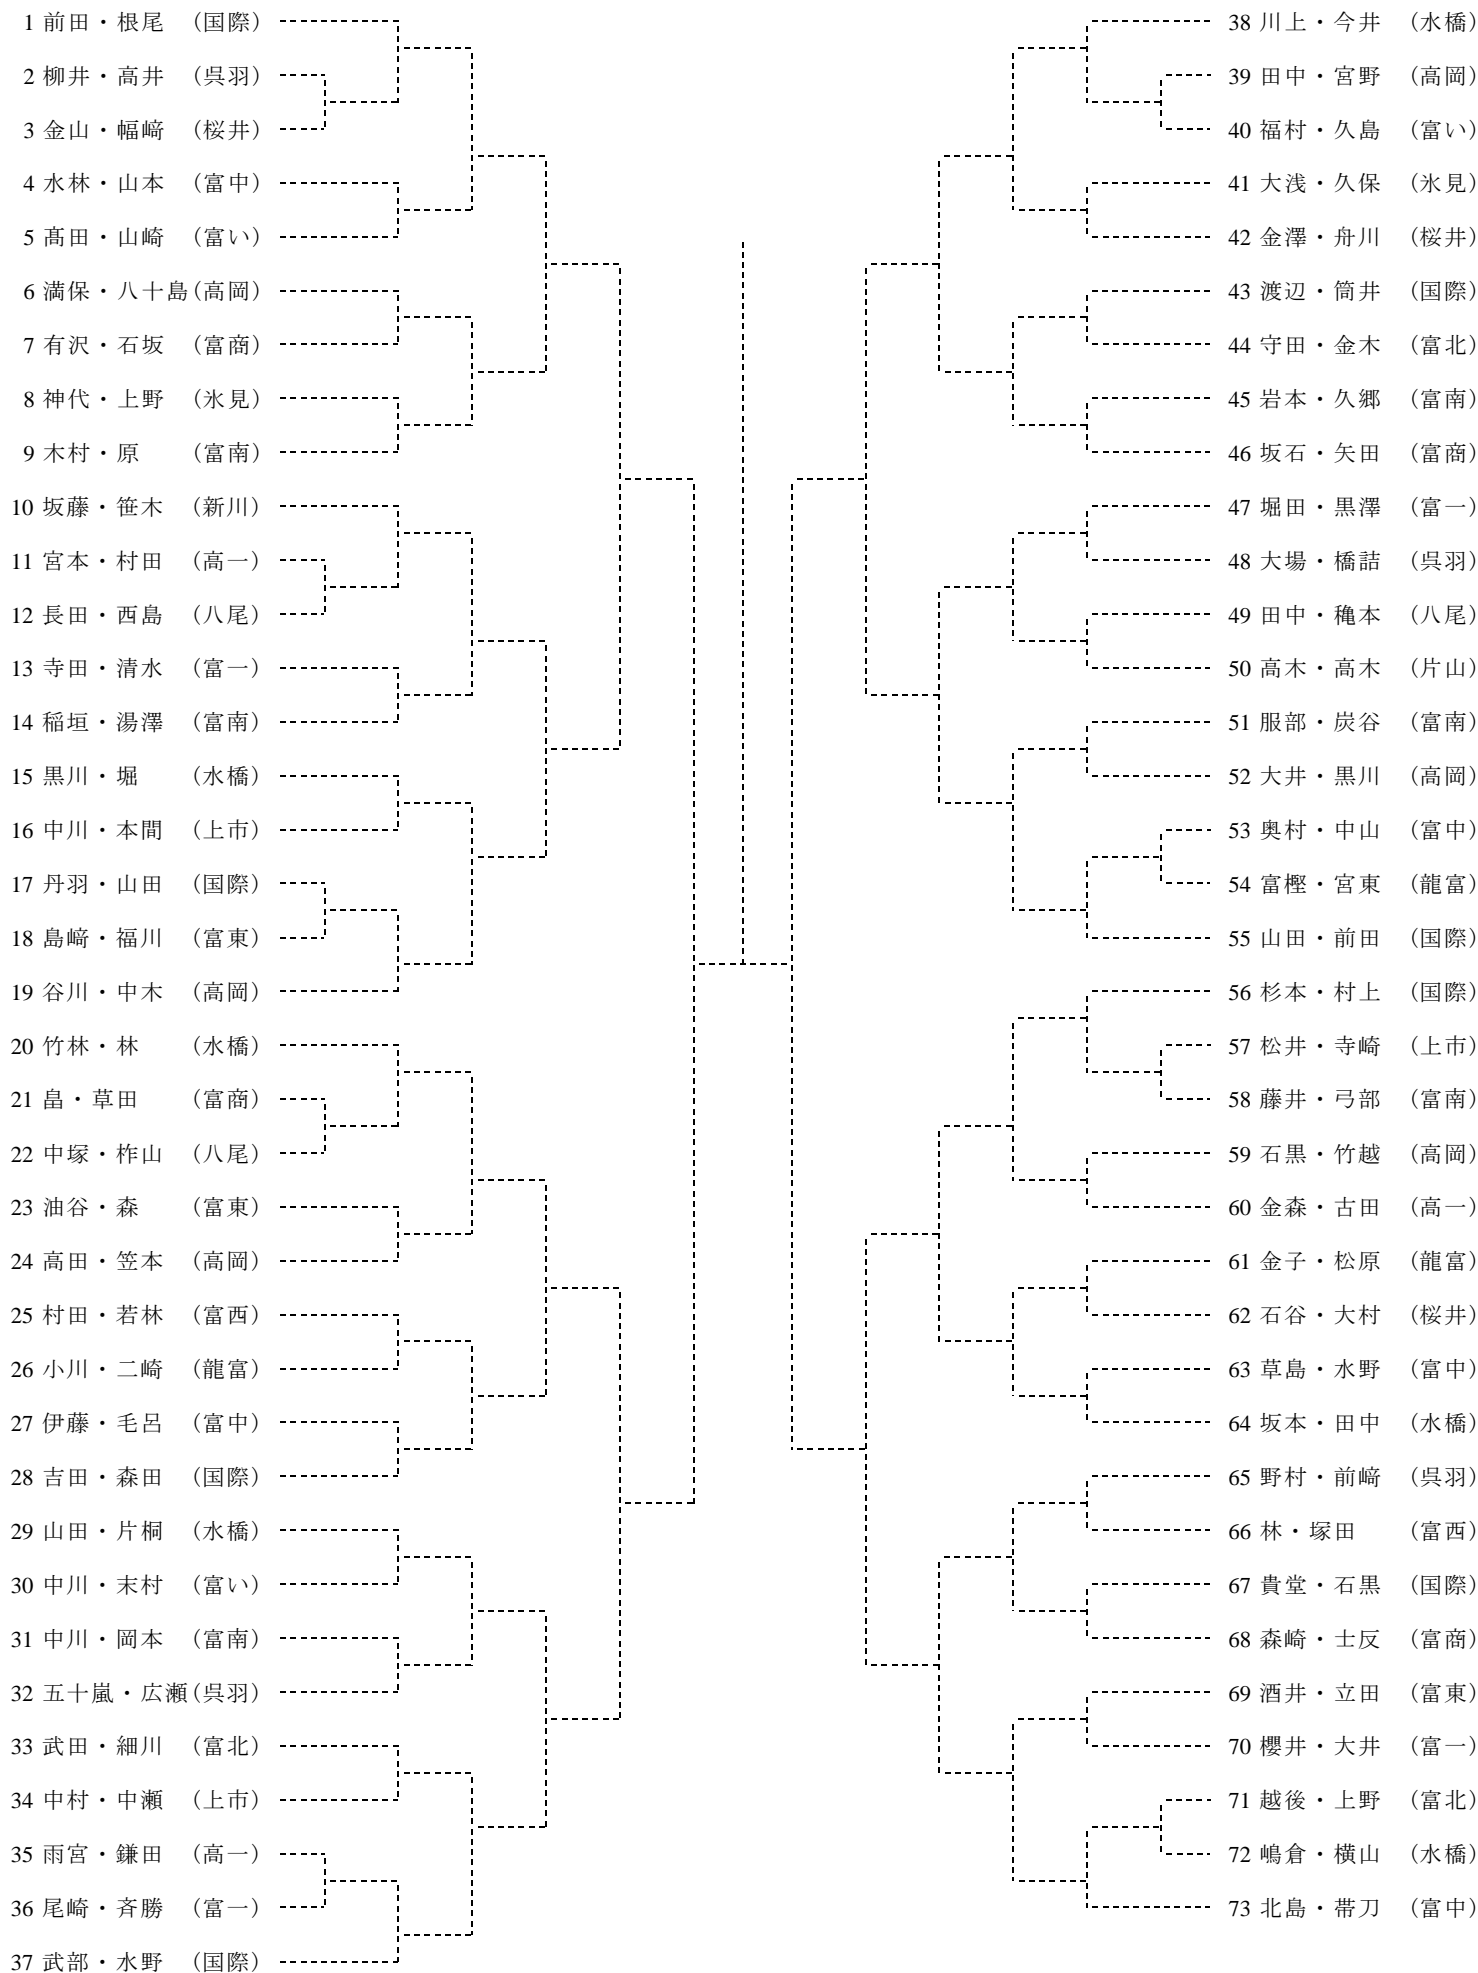 1 前田・根尾 （国際）
2 柳井・高井 （呉羽）
3 金山・幅﨑 （桜井）
4 水林・山本 （富中）
5 髙田・山崎 （富い）
6 満保・八十島（高岡）
7 有沢・石坂 （富商）
8 神代・上野 （氷見）
9 木村・原 （富南）
10 坂藤・笹木 （新川）
11 宮本・村田 （高一）
12 長田・西島 （八尾）
13 寺田・清水 （富一）
14 稲垣・湯澤 （富南）
15 黒川・堀 （水橋）
16 中川・本間 （上市）
17 丹羽・山田 （国際）
18 島﨑・福川 （富東）
19 谷川・中木 （高岡）
20 竹林・林 （水橋）
21 畠・草田 （富商）
22 中塚・柞山 （八尾）
23 油谷・森 （富東）
24 高田・笠本 （高岡）
25 村田・若林 （富西）
26 小川・二崎 （龍富）
27 伊藤・毛呂 （富中）
28 吉田・森田 （国際）
29 山田・片桐 （水橋）
30 中川・末村 （富い）
31 中川・岡本 （富南）
32 五十嵐・広瀬（呉羽）
33 武田・細川 （富北）
34 中村・中瀬 （上市）
35 雨宮・鎌田 （高一）
36 尾崎・斉勝 （富一）
37 武部・水野 （国際）
38 川上・今井 （水橋）
39 田中・宮野 （高岡）
40 福村・久島 （富い）
41 大浅・久保 （氷見）
42 金澤・舟川 （桜井）
43 渡辺・筒井 （国際）
44 守田・金木 （富北）
45 岩本・久郷 （富南）
46 坂石・矢田 （富商）
47 堀田・黒澤 （富一）
48 大場・橋詰 （呉羽）
49 田中・穐本 （八尾）
50 高木・高木 （片山）
51 服部・炭谷 （富南）
52 大井・黒川 （高岡）
53 奥村・中山 （富中）
54 富樫・宮東 （龍富）
55 山田・前田 （国際）
56 杉本・村上 （国際）
57 松井・寺崎 （上市）
58 藤井・弓部 （富南）
59 石黒・竹越 （高岡）
60 金森・古田 （高一）
61 金子・松原 （龍富）
62 石谷・大村 （桜井）
63 草島・水野 （富中）
64 坂本・田中 （水橋）
65 野村・前﨑 （呉羽）
66 林・塚田 （富西）
67 貴堂・石黒 （国際）
68 森崎・士反 （富商）
69 酒井・立田 （富東）
70 櫻井・大井 （富一）
71 越後・上野 （富北）
72 嶋倉・横山 （水橋）
73 北島・帯刀 （富中）